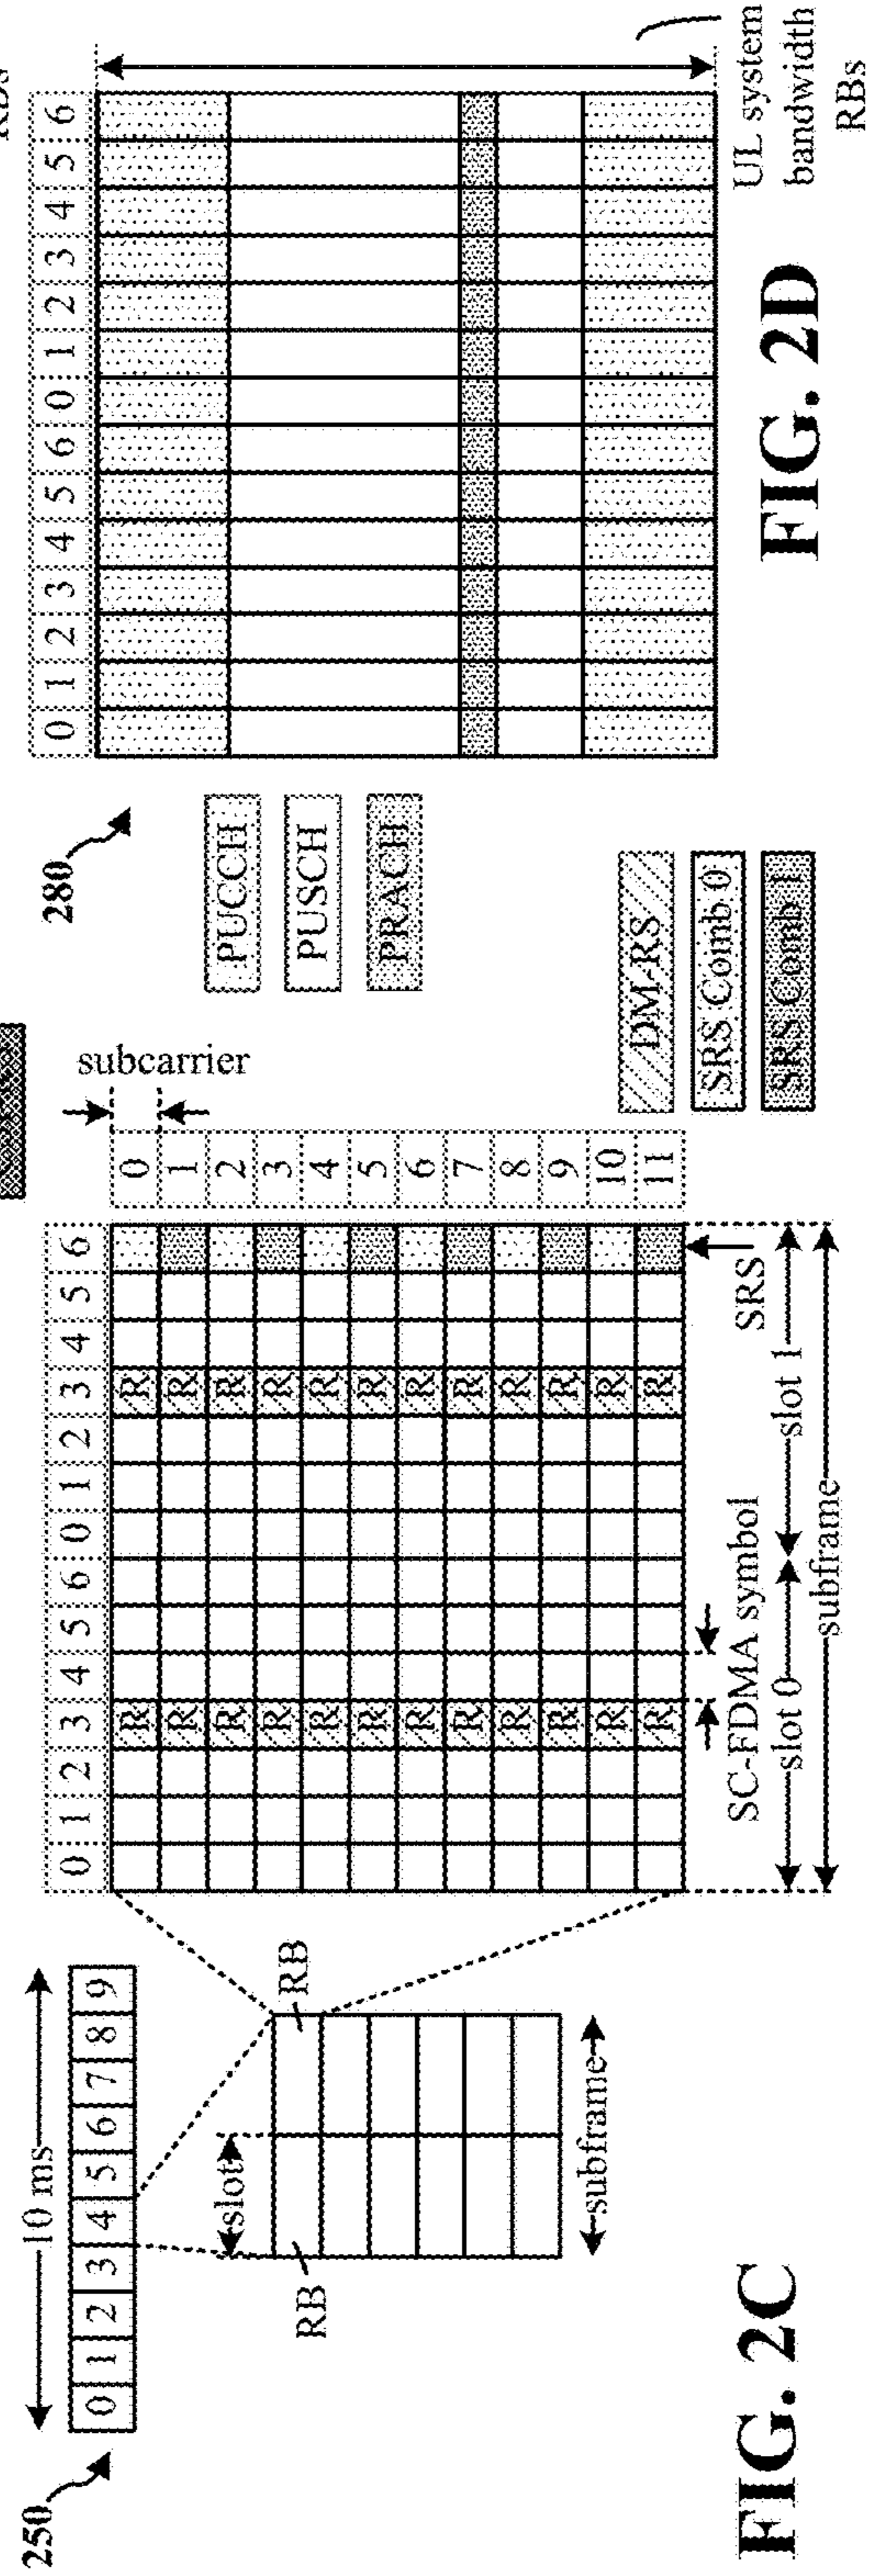 250
10 ms
0 1 2 3 4 5 6 7 8 9
RB
slot
RB
subframe
FIG. 2C
0 1 2 3 4 5 6 0 1 2 3 4 5 6
subcarrier
R R 0
R R 1
R R 2
R R 3
R R 4
R R 5
R R 6
R R 7
R R 8
R R 9
R R 10
R R 11
SC-FDMA symbol
SRS
slot 0
slot 1
subframe
DM-RS
SRS Comb 0
SRS Comb 1
280
0 1 2 3 4 5 6 0 1 2 3 4 5 6
PUCCH
PUSCH
PRACH
UL system
bandwidth
RBs
FIG. 2D